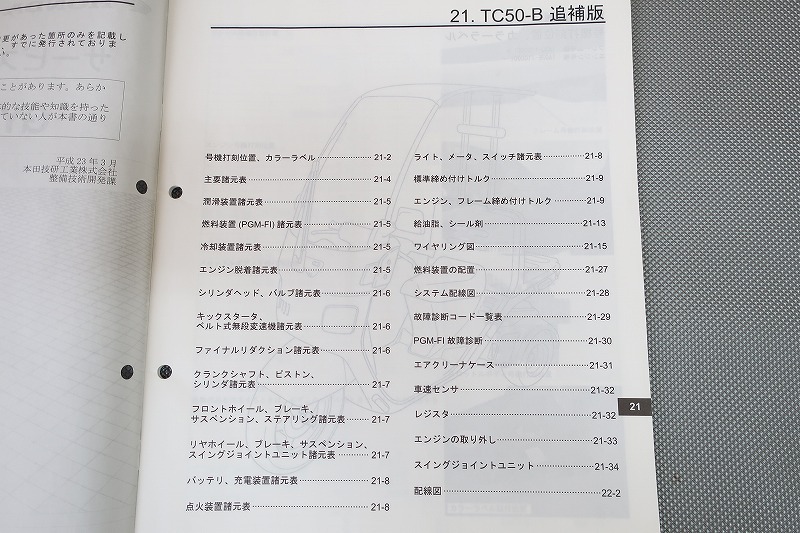 更があった箇所のみを記載し
すでに発行されておりま
い。
ことがあります。あらか
的な技能や知識を持った
ていない人が本書の通り
平成 23 年 3 月
本田技研工業株式会社
整備技術開発課
21. TC50-B 追補版
号機打刻位置、カラーラベル 21-2
主要諸元表 21-4
潤滑装置諸元表 21-5
燃料装置 (PGM-FI) 諸元表 21-5
冷却装置諸元表 21-5
エンジン脱着諸元表 21-5
シリンダヘッド、バルブ諸元表 21-6
キックスタータ、
ベルト式無段変速機諸元表 21-6
ファイナルリダクション諸元表 21-6
クランクシャフト、ピストン、
シリンダ諸元表 21-7
フロントホイール、ブレーキ、
サスペンション、ステアリング諸元表 21-7
リヤホイール、ブレーキ、サスペンション、
スイングジョイントユニット諸元表 21-7
バッテリ、充電装置諸元表 21-8
点火装置諸元表 21-8
ライト、メータ、スイッチ諸元表 21-8
標準締め付けトルク 21-9
エンジン、フレーム締め付けトルク 21-9
給油脂、シール剤 21-13
ワイヤリング図 21-15
燃料装置の配置 21-27
システム配線図 21-28
故障診断コード一覧表 21-29
PGM-FI 故障診断 21-30
エアクリーナケース 21-31
車速センサ 21-32
レジスタ 21-32
エンジンの取り外し 21-33
スイングジョイントユニット 21-34
配線図 22-2
21